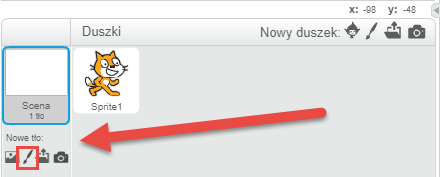 x: -98 y: -48
Duszki
Nowy duszek:
Scena
1 tło
Sprite1
Nowe tło: